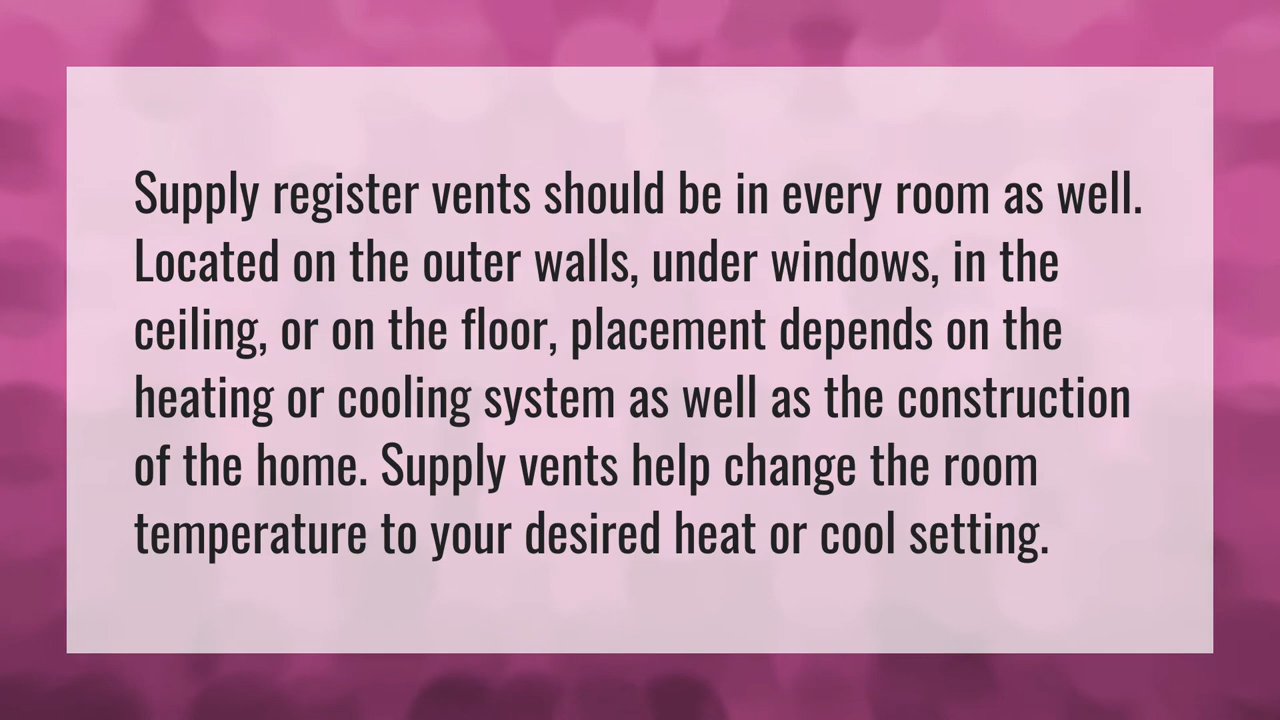 Supply register vents should be in every room as well.
Located on the outer walls, under windows, in the
ceiling, or on the floor, placement depends on the
heating or cooling system as well as the construction
of the home. Supply vents help change the room
temperature to your desired heat or cool setting.